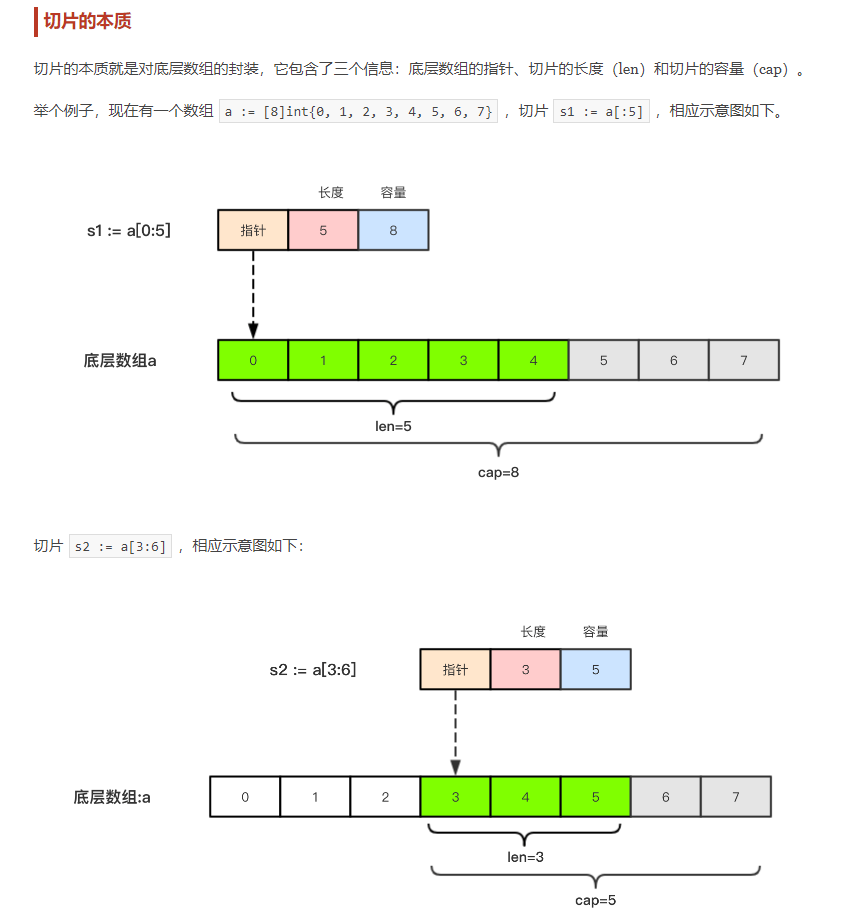 切片的本质
切片的本质就是对底层数组的封装，它包含了三个信息：底层数组的指针、切片的长度（len）和切片的容量（cap）。
举个例子，现在有一个数组 a := [8]int{0, 1, 2, 3, 4, 5, 6, 7} ，切片 s1 := a[:5] ，相应示意图如下。
长度 容量
s1 := a[0:5] 指针 5 8
底层数组a 0 1 2 3 4 5 6 7
len=5
cap=8
切片 s2 := a[3:6] ，相应示意图如下：
长度 容量
s2 := a[3:6] 指针 3 5
底层数组:a 0 1 2 3 4 5 6 7
len=3
cap=5